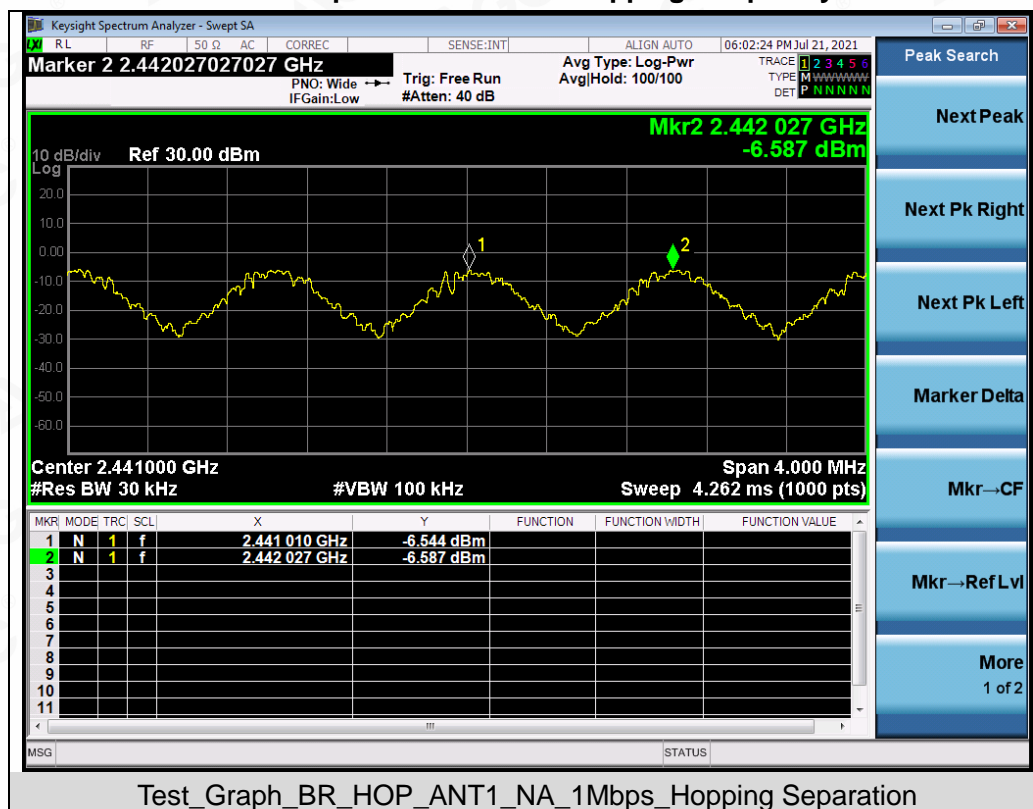 Keysight Spectrum Analyzer - Swept SA
LXI RL RF 50 Ω AC CORREC SENSE:INT ALIGN AUTO 06:02:24 PM Jul 21, 2021
Marker 2 2.442027027027 GHz
PNO: Wide
IFGain:Low
Trig: Free Run
#Atten: 40 dB
Avg Type: Log-Pwr
Avg|Hold: 100/100
TRACE 1 2 3 4 5 6
TYPE M WWWWW
DET P N N N N N
Peak Search
Next Peak
Next Pk Right
Next Pk Left
Marker Delta
Mkr→CF
Mkr→Ref Lvl
More
1 of 2
Mkr2 2.442 027 GHz
-6.587 dBm
10 dB/div Ref 30.00 dBm
Log
20.0
10.0
0.00
-10.0
-20.0
-30.0
-40.0
-50.0
-60.0
1
2
Center 2.441000 GHz Span 4.000 MHz
#Res BW 30 kHz #VBW 100 kHz Sweep 4.262 ms (1000 pts)
MKR MODE TRC SCL X Y FUNCTION FUNCTION WIDTH FUNCTION VALUE
1 N 1 f 2.441 010 GHz -6.544 dBm
2 N 1 f 2.442 027 GHz -6.587 dBm
3
4
5
6
7
8
9
10
11
MSG STATUS
Test_Graph_BR_HOP_ANT1_NA_1Mbps_Hopping Separation